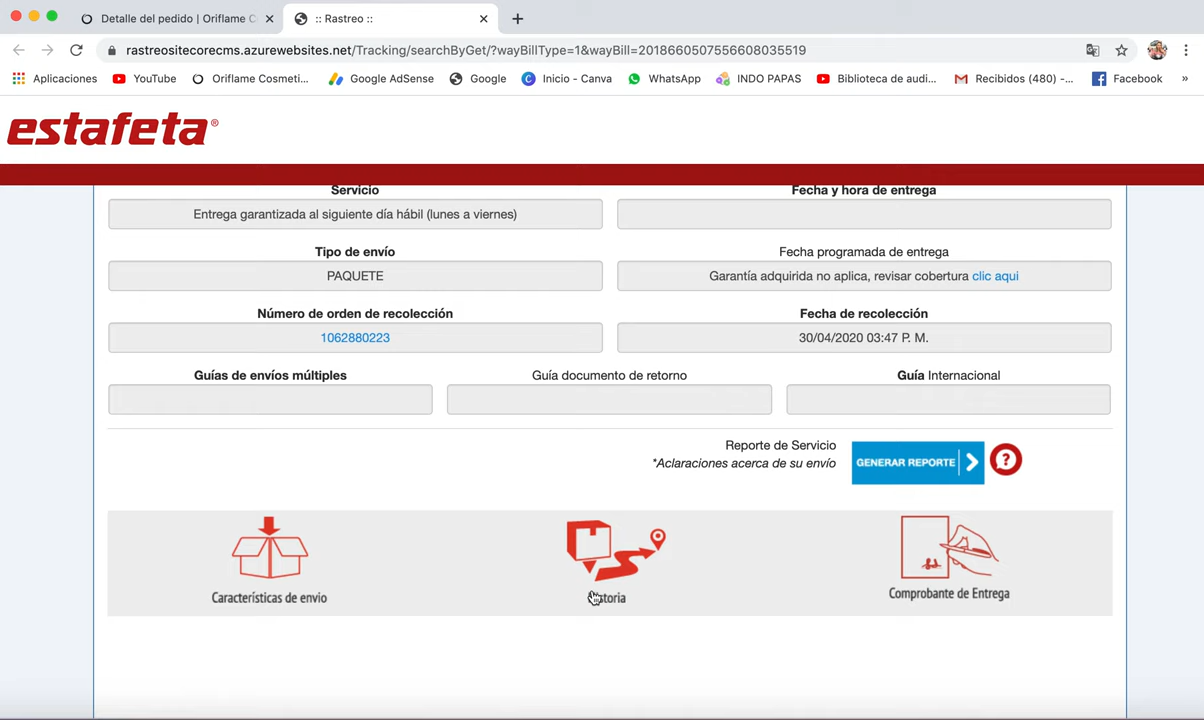 Detalle del pedido | Oriflame C
:: Rastreo ::
rastreositecorecms.azurewebsites.net/Tracking/searchByGet/?wayBillType=1&wayBill=2018660507556608035519
Aplicaciones
YouTube
Oriflame Cosmeti...
Google AdSense
Google
Inicio - Canva
WhatsApp
INDO PAPAS
Biblioteca de audi...
Recibidos (480) -...
Facebook
»
estafeta®
Servicio
Fecha y hora de entrega
Entrega garantizada al siguiente día hábil (lunes a viernes)
Tipo de envío
Fecha programada de entrega
PAQUETE
Garantía adquirida no aplica, revisar cobertura clic aqui
Número de orden de recolección
Fecha de recolección
1062880223
30/04/2020 03:47 P. M.
Guías de envíos múltiples
Guía documento de retorno
Guía Internacional
Reporte de Servicio
*Aclaraciones acerca de su envío
GENERAR REPORTE
?
Características de envio
Comprobante de Entrega